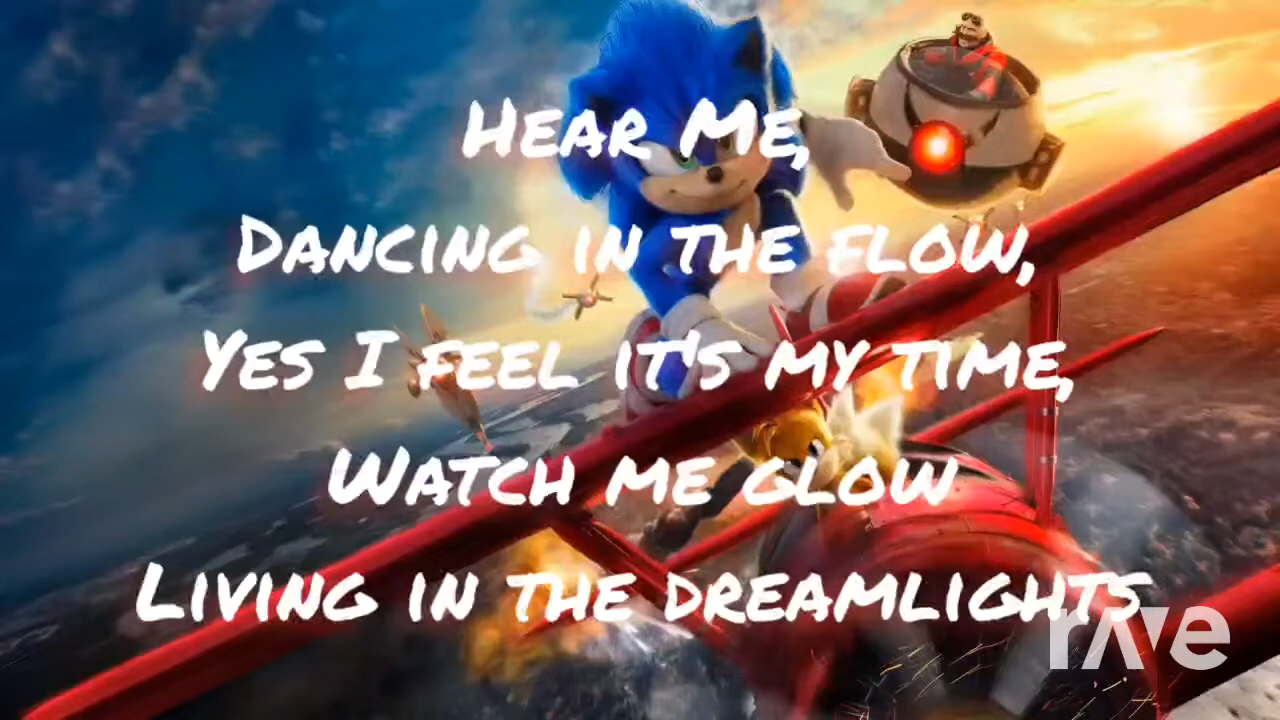 Hear Me,
Dancing in the flow,
Yes I feel it's my time,
Watch me glow
Living in the dreamlights
rave